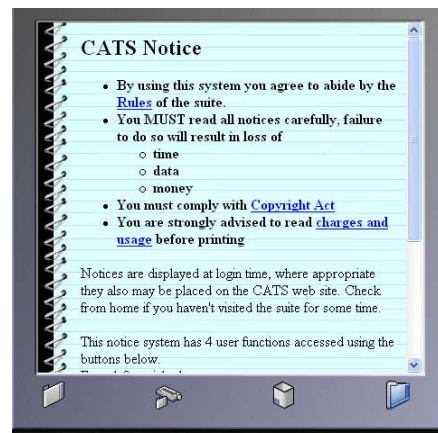 CATS Notice
• By using this system you agree to abide by the
Rules of the suite.
• You MUST read all notices carefully, failure
to do so will result in loss of
○ time
○ data
○ money
• You must comply with Copyright Act
• You are strongly advised to read charges and
usage before printing
Notices are displayed at login time, where appropriate
they also may be placed on the CATS web site. Check
from home if you haven't visited the suite for some time.
This notice system has 4 user functions accessed using the
buttons below.